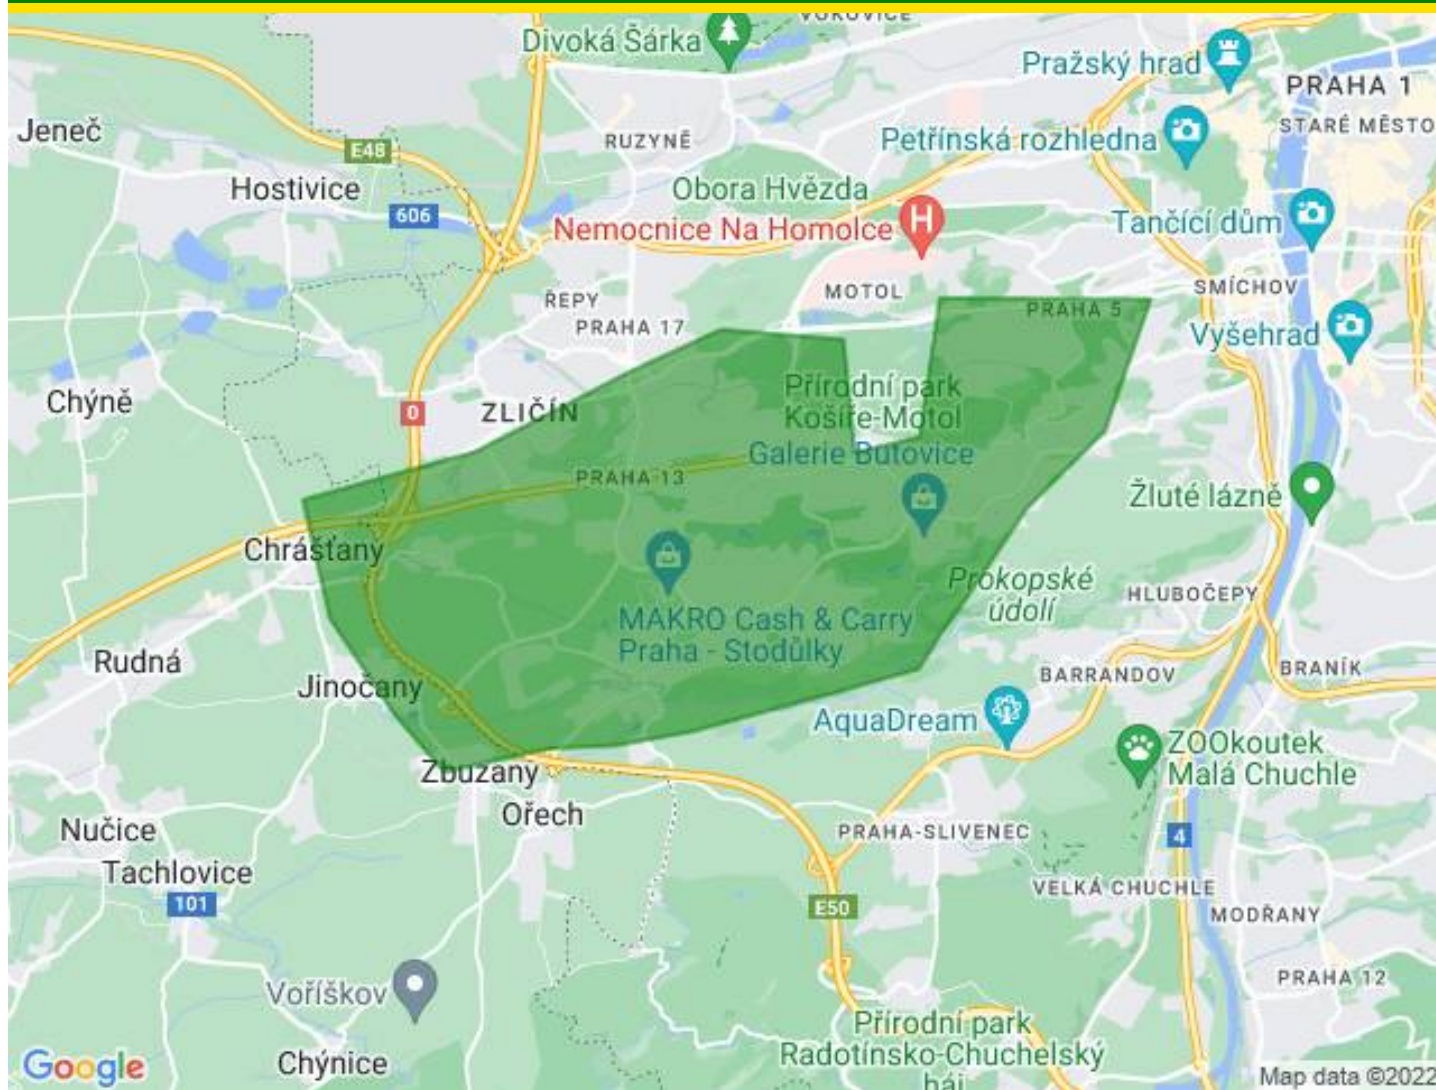 VOKOVICE
Divoká Šárka
Pražský hrad
PRAHA 1
Jeneč
RUZYNĚ
STARÉ MĚSTO
E48
Petřínská rozhledna
Hostivice
606
Obora Hvězda
Nemocnice Na Homolce
H
Tančící dům
ŘEPY
MOTOL
SMÍCHOV
PRAHA 17
PRAHA 5
Vyšehrad
Chýně
0
ZLIČÍN
Přírodní park
Košíře-Motol
Galerie Butovice
PRAHA 13
Žluté lázně
Chrášťany
Prokopské
údolí
HLUBOČEPY
MAKRO Cash & Carry
Praha - Stodůlky
Rudná
Jinočany
BARRANDOV
BRANÍK
AquaDream
ZOOkoutek
Malá Chuchle
Zbuzany
Ořech
Nučice
PRAHA-SLIVENEC
4
Tachlovice
101
VELKÁ CHUCHLE
E50
MODŘANY
Voříškov
PRAHA 12
Přírodní park
Radotínsko-Chuchelský
háj
Chýnice
Google
Map data ©2022